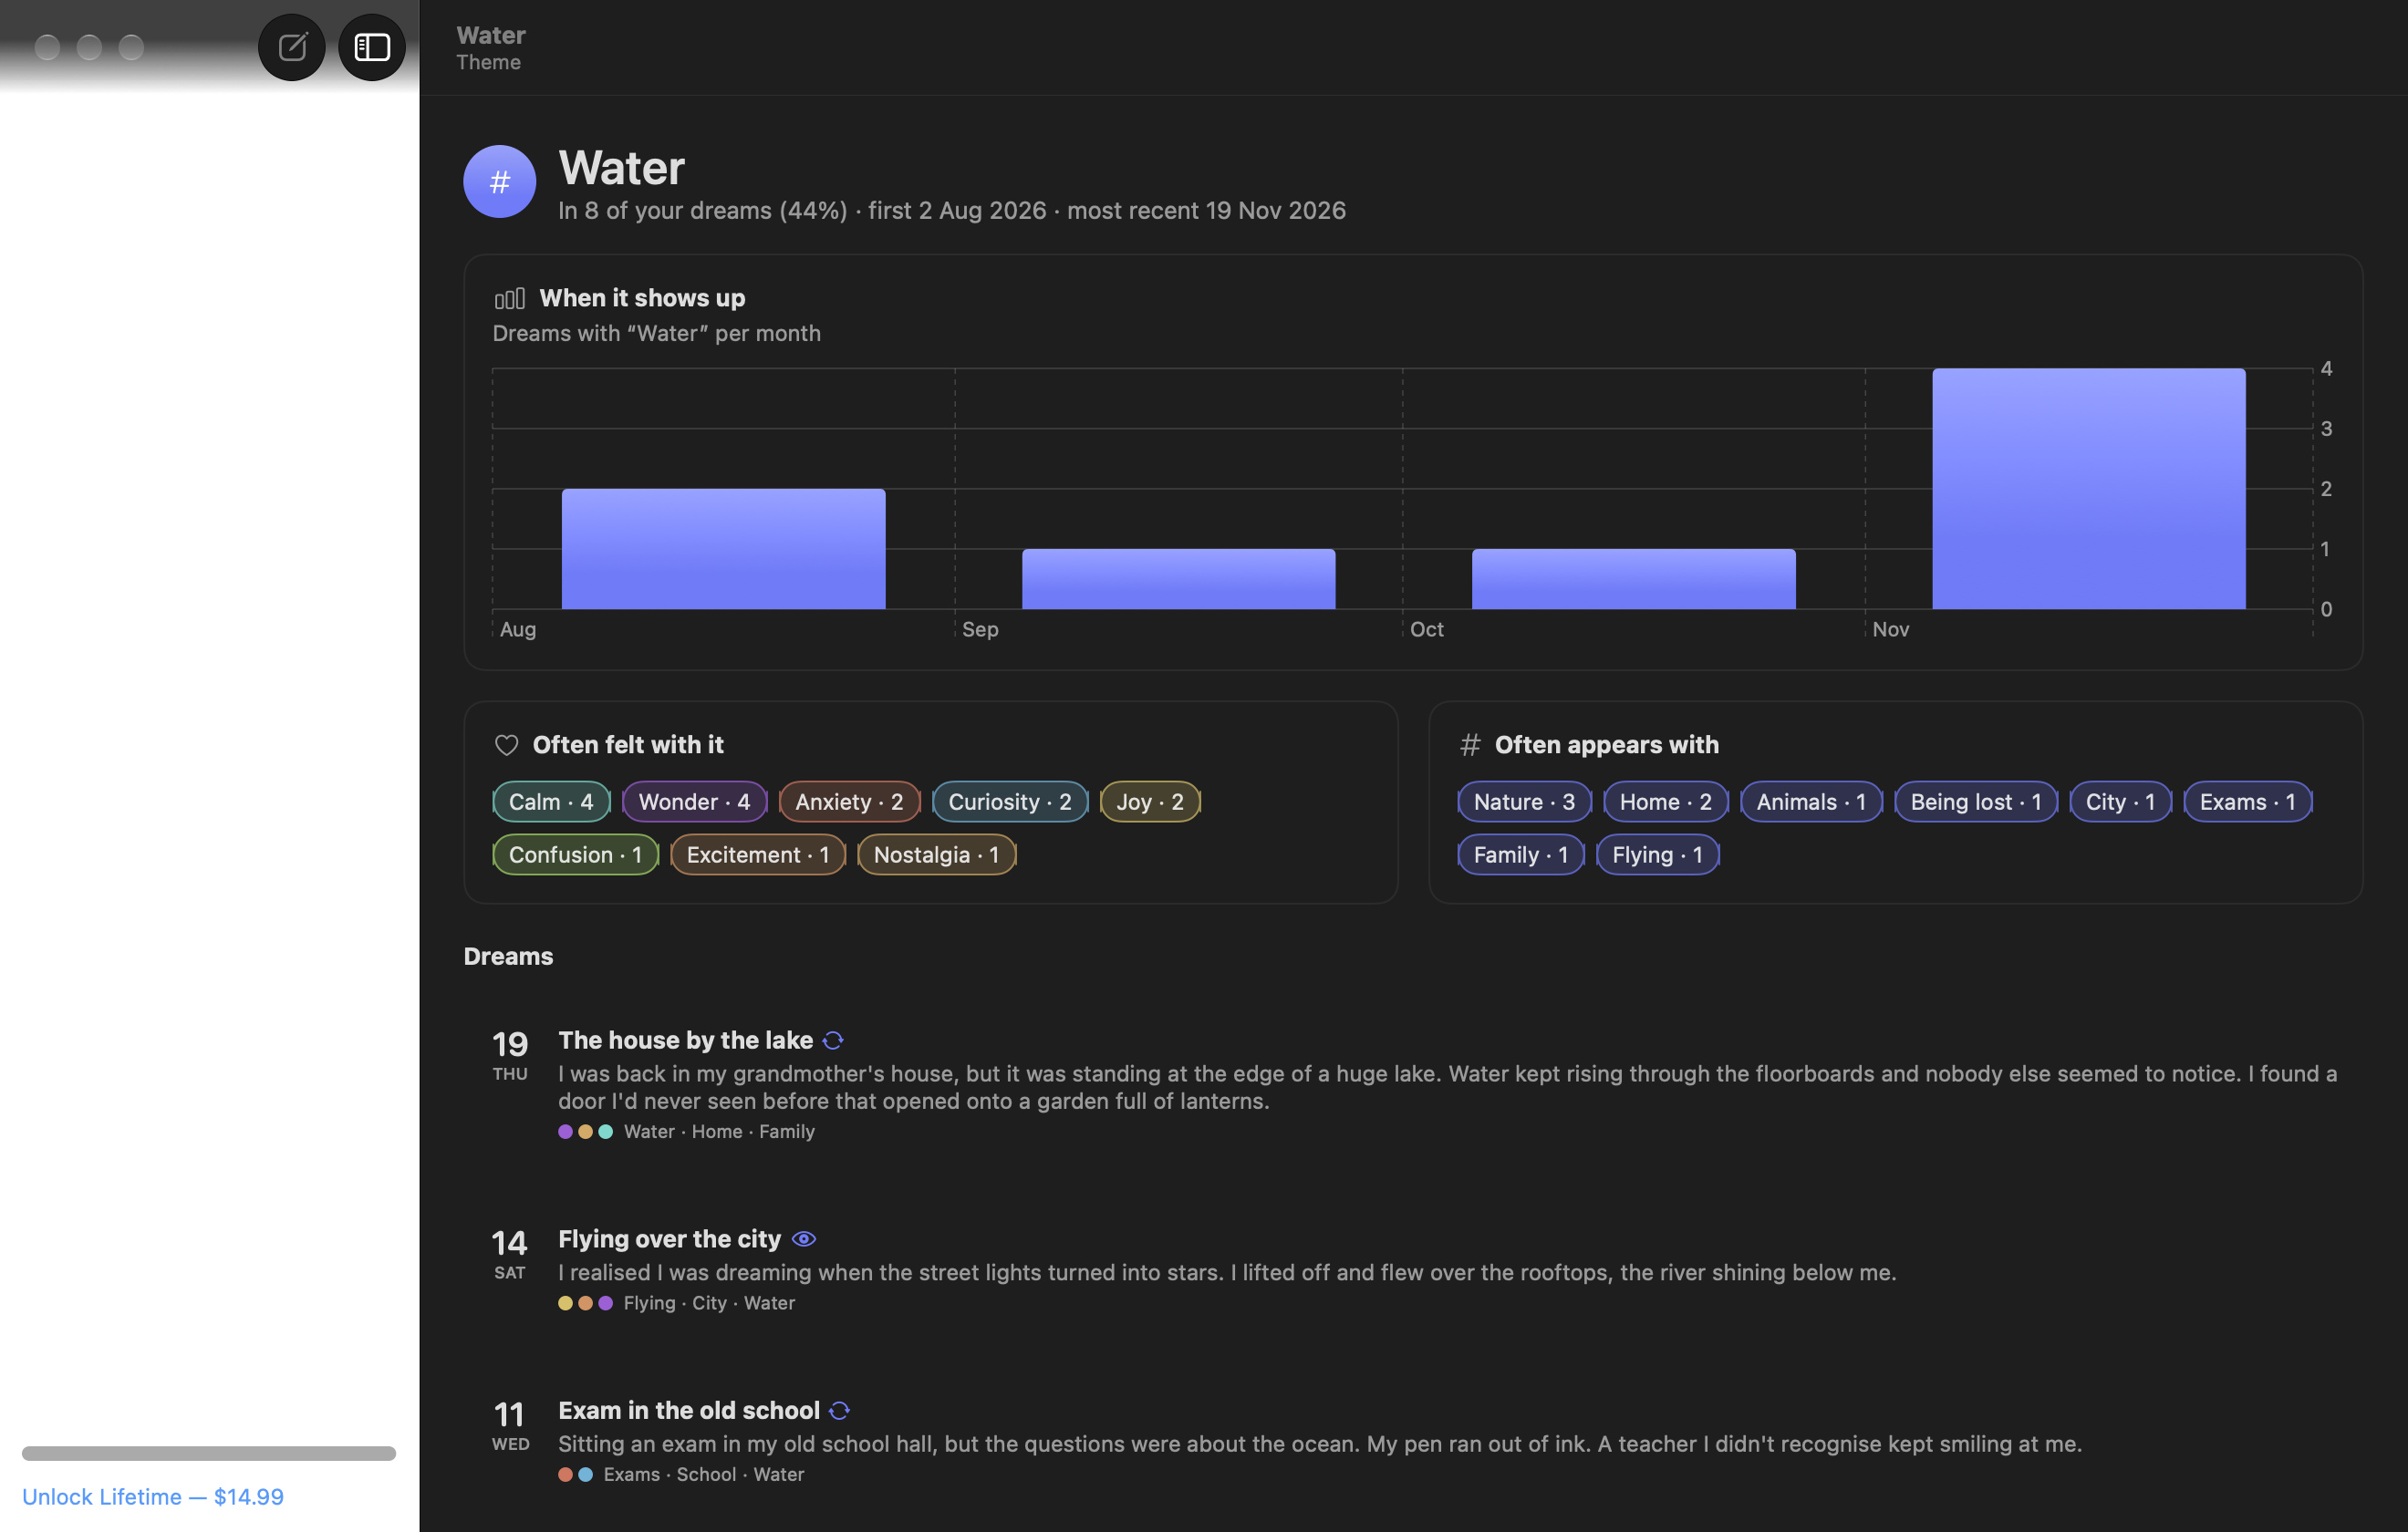 Water
Theme
#
Water
In 8 of your dreams (44%) · first 2 Aug 2026 · most recent 19 Nov 2026
When it shows up
Dreams with “Water” per month
4
3
2
1
0
Aug
Sep
Oct
Nov
Often felt with it
Calm · 4
Wonder · 4
Anxiety · 2
Curiosity · 2
Joy · 2
Confusion · 1
Excitement · 1
Nostalgia · 1
# Often appears with
Nature · 3
Home · 2
Animals · 1
Being lost · 1
City · 1
Exams · 1
Family · 1
Flying · 1
Dreams
19
THU
The house by the lake
I was back in my grandmother's house, but it was standing at the edge of a huge lake. Water kept rising through the floorboards and nobody else seemed to notice. I found a
door I'd never seen before that opened onto a garden full of lanterns.
Water · Home · Family
14
SAT
Flying over the city
I realised I was dreaming when the street lights turned into stars. I lifted off and flew over the rooftops, the river shining below me.
Flying · City · Water
11
WED
Exam in the old school
Sitting an exam in my old school hall, but the questions were about the ocean. My pen ran out of ink. A teacher I didn't recognise kept smiling at me.
Exams · School · Water
Unlock Lifetime — $14.99